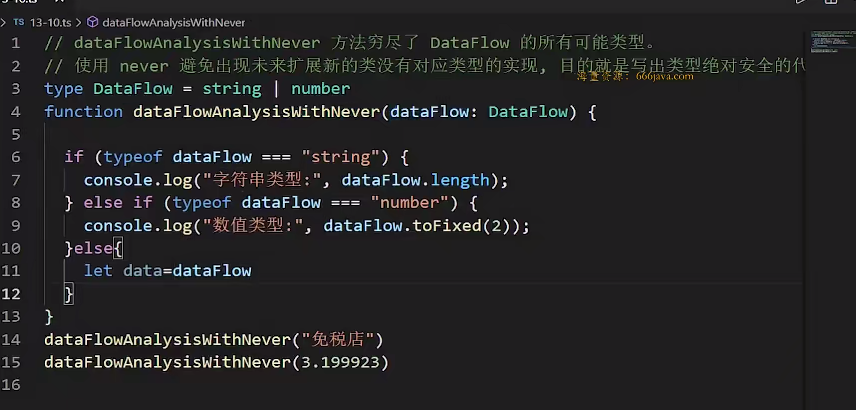 TS 13-10.ts > dataFlowAnalysisWithNever
1 // dataFlowAnalysisWithNever 方法穷尽了 DataFlow 的所有可能类型。
2 // 使用 never 避免出现未来扩展新的类没有对应类型的实现, 目的就是写出类型绝对安全的代
海量资源:666java.com
3 type DataFlow = string | number
4 function dataFlowAnalysisWithNever(dataFlow: DataFlow) {
5
6 if (typeof dataFlow === "string") {
7 console.log("字符串类型:", dataFlow.length);
8 } else if (typeof dataFlow === "number") {
9 console.log("数值类型:", dataFlow.toFixed(2));
10 }else{
11 let data=dataFlow
12 }
13 }
14 dataFlowAnalysisWithNever("免税店")
15 dataFlowAnalysisWithNever(3.199923)
16